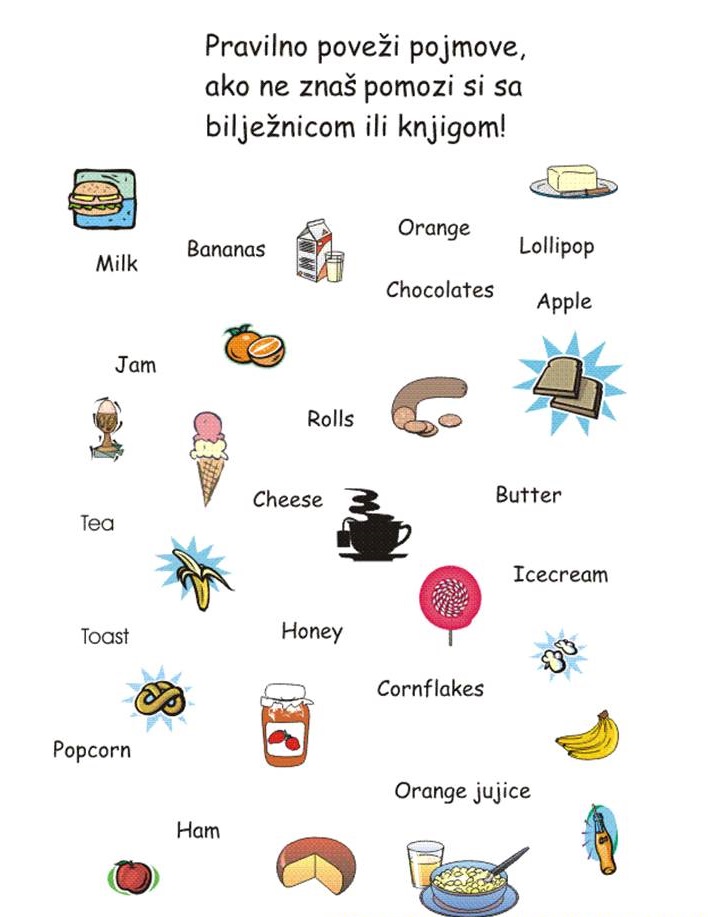 Pravilno poveži pojmove,
ako ne znaš pomozi si sa
bilježnicom ili knjigom!
Orange
Bananas
Lollipop
Milk
Chocolates
Apple
Jam
Rolls
Cheese
Butter
Tea
Icecream
Honey
Toast
Cornflakes
Popcorn
Orange jujice
Ham